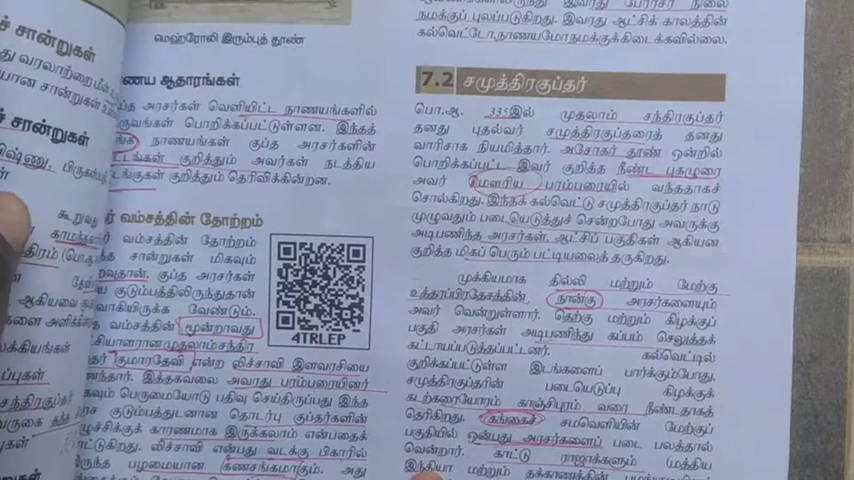 சான்றுகள்
சான்றுகள்
மெஹ்ரோலி இரும்புத் தூண்
ணய ஆதாரங்கள்
அரசர்கள் வெளியிட்ட நாணயங்களில்
பொறிக்கப்பட்டுள்ளன. இந்தத்
நாணயங்கள் குப்த அரசர்களின்
குறித்தும் அவர்கள் நடத்திய
குறித்தும் தெரிவிக்கின்றன.
வம்சத்தின் தோற்றம்
வம்சத்தின் தோற்றம்
சான்றுகள் மிகவும்
குப்த அரசர்கள்
குடும்பத்திலிருந்துதான்
வாகியிருக்க வேண்டும்.
வம்சத்தின் மூன்றாவது
குமாரதேவி என்ற லிச்சாவி இளவரசியை
இத்தகவலை அவரது பரம்பரையினர்
பெருமையோடு பதிவு செய்திருப்பது இந்த
குடும்பத்துடனான தொடர்பு குப்தர்களின்
காரணமாக இருக்கலாம் என்பதைக்
லிச்சாவி என்பது வடக்கு பிகாரில்
பழமையான கணசங்கமாகும். அது
4TRLEP
நமக்குப் புலப்படுகிறது. இவரது ஆட்சிக் காலத்தின்
கல்வெட்டோ,நாணயமோநமக்குக்கிடைக்கவில்லை.
7.2 சமுத்திரகுப்தர்
பொ.ஆ. 335இல் முதலாம் சந்திரகுப்தர்
தனது புதல்வர் சமுத்திரகுப்தரைத் தனது
வாரிசாக நியமித்தார். அசோகர் தூண் ஒன்றில்
பொறிக்கப்பட்ட இவர் குறித்த நீண்ட புகழுரை
அவர் மௌரிய பரம்பரையில் வந்ததாகச்
சொல்கிறது. இந்தக் கல்வெட்டு சமுத்திரகுப்தர் நாடு
முழுவதும் படையெடுத்துச் சென்றபோது அவருக்கு
அடிபணிந்த அரசர்கள், ஆட்சிப் பகுதிகள் ஆகியன
குறித்த மிகப் பெரும் பட்டியலைத் தருகிறது.
முக்கியமாக தில்லி மற்றும் மேற்கு
உத்தரப்பிரதேசத்தின் நான்கு அரசர்களையும்
அவர் வென்றுள்ளார். தெற்கு மற்றும் கிழக்குப்
பகுதி அரசர்கள் அடிபணிந்து கப்பம் செலுத்தக்
கட்டாயப்படுத்தப்பட்டனர். கல்வெட்டில்
குறிக்கப்பட்டுள்ள இடங்களைப் பார்க்கும்போது,
சமுத்திரகுப்தரின் படையெடுப்பு கிழக்குக்
கடற்கரையோரம் காஞ்சிபுரம் வரை நீண்டதாகத்
தெரிகிறது. கங்கைச் சமவெளியின் மேற்குப்
பகுதியில் ஒன்பது அரசர்களைப் படை பலத்தால்
வென்றார். காட்டு ராஜாக்களும் (மத்திய
இந்தியா மற்றும் தக்காணத்தின்